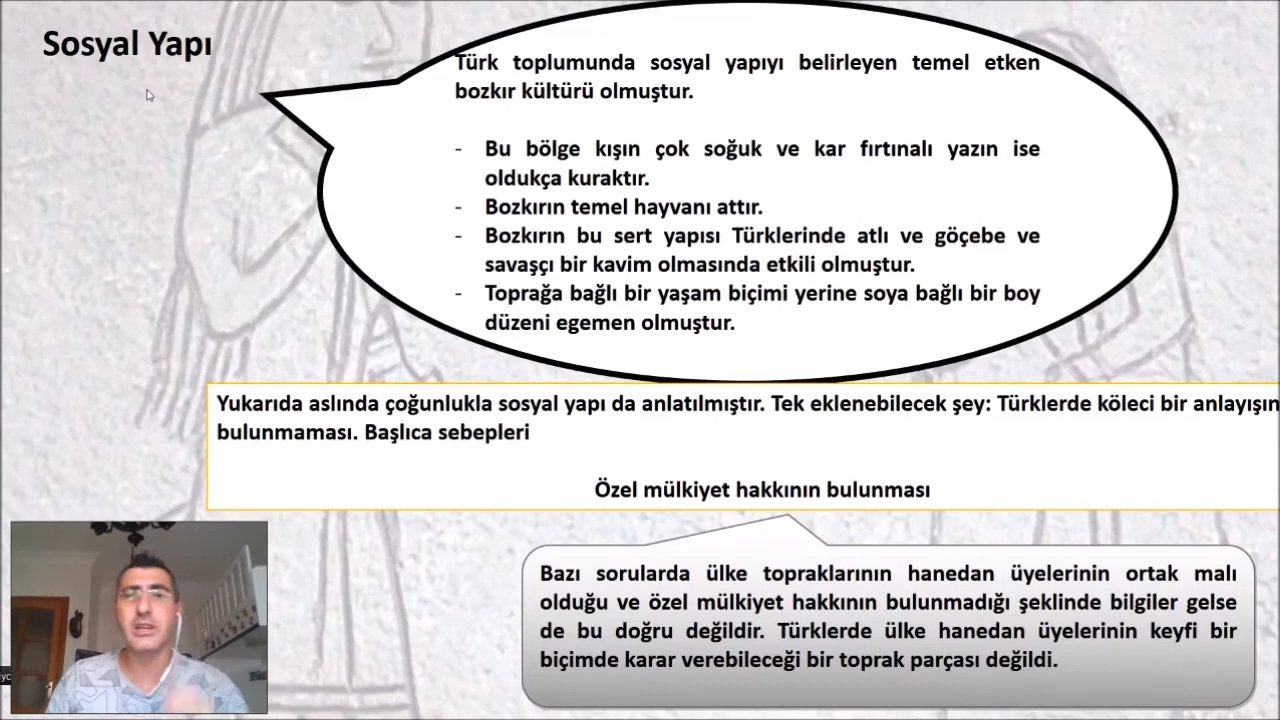 Sosyal Yapı
Türk toplumunda sosyal yapıyı belirleyen temel etken
bozkır kültürü olmuştur.
- Bu bölge kışın çok soğuk ve kar fırtınalı yazın ise
oldukça kuraktır.
- Bozkırın temel hayvanı attır.
- Bozkırın bu sert yapısı Türklerinde atlı ve göçebe ve
savaşçı bir kavim olmasında etkili olmuştur.
- Toprağa bağlı bir yaşam biçimi yerine soya bağlı bir boy
düzeni egemen olmuştur.
Yukarıda aslında çoğunlukla sosyal yapı da anlatılmıştır. Tek eklenebilecek şey: Türklerde köleci bir anlayışın
bulunmaması. Başlıca sebepleri
Özel mülkiyet hakkının bulunması
Bazı sorularda ülke topraklarının hanedan üyelerinin ortak malı
olduğu ve özel mülkiyet hakkının bulunmadığı şeklinde bilgiler gelse
de bu doğru değildir. Türklerde ülke hanedan üyelerinin keyfi bir
biçimde karar verebileceği bir toprak parçası değildi.